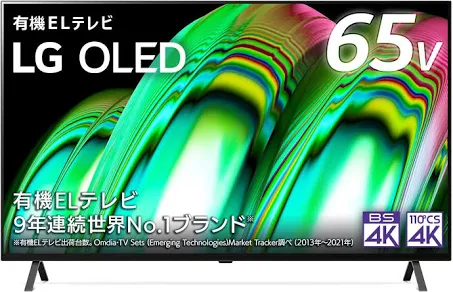 有機ELテレビ
LG OLED
65V
有機ELテレビ
9年連続世界No.1ブランド※
※有機ELテレビ出荷台数。Omdia-TV Sets (Emerging Technologies)Market Tracker調べ (2013年~2021年)
BS
4K
110°CS
4K